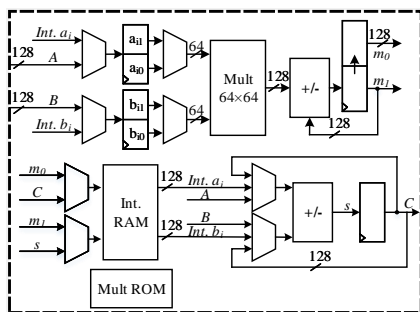 Int. ai
128
A
ai1
ai0
64
Mult
64×64
128
+/-
128
m0
m1
128
128
B
Int. bi
bi1
bi0
64
m0
C
m1
s
Int.
RAM
128
Int. ai
A
B
128
Int. bi
+/-
s
C
128
Mult ROM